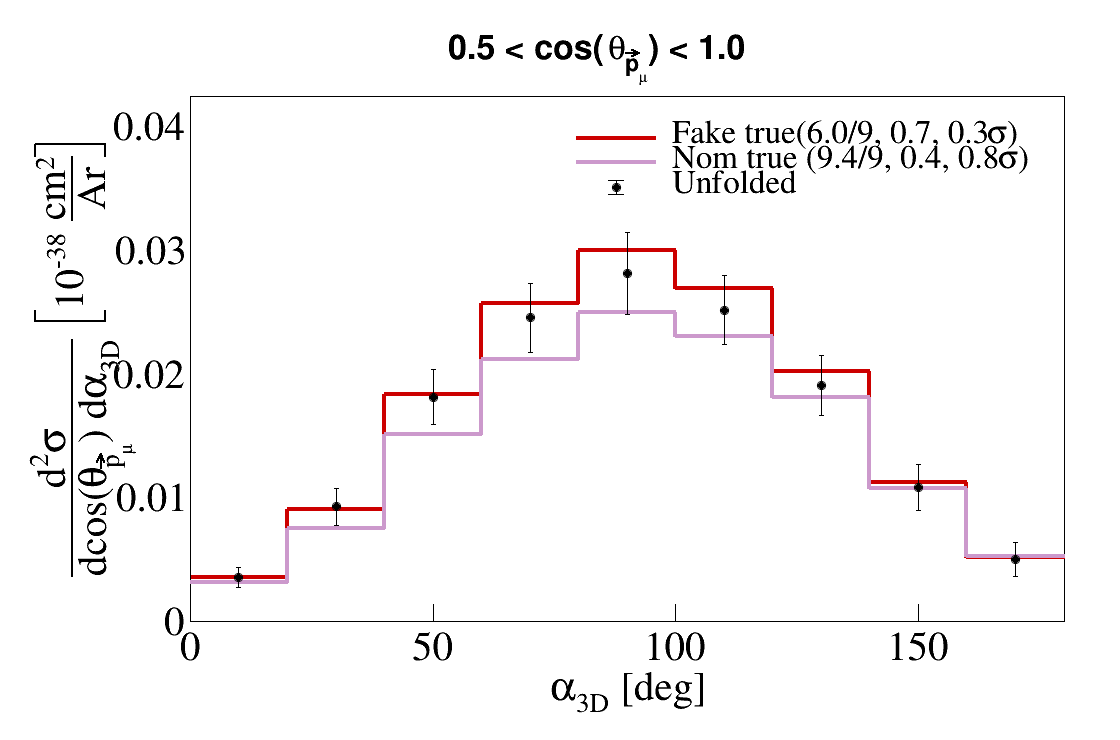 0.5 < cos(θ_p⃗_μ) < 1.0
Fake true(6.0/9, 0.7, 0.3σ)
Nom true (9.4/9, 0.4, 0.8σ)
Unfolded
d²σ / dcos(θ_p⃗_μ) dα_3D [10⁻³⁸ cm²/Ar]
0.04
0.03
0.02
0.01
0
0 50 100 150
α_3D [deg]